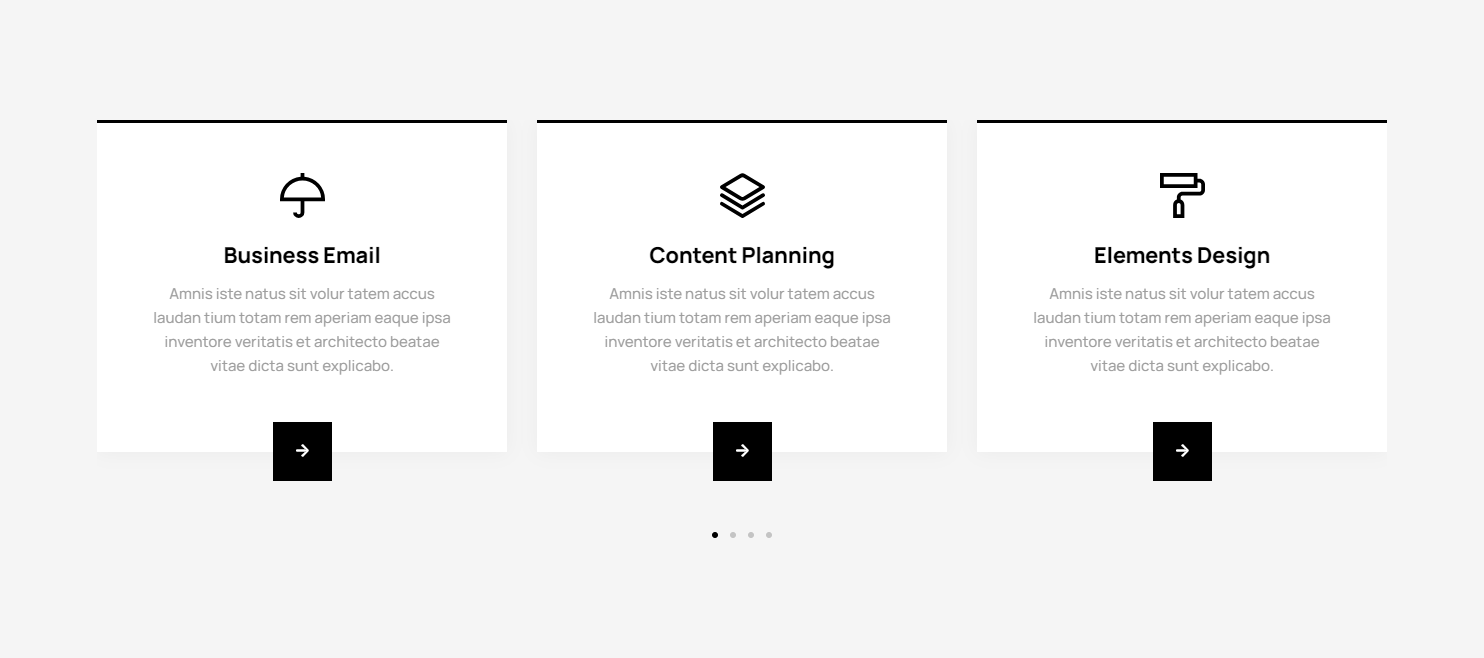 Business Email
Amnis iste natus sit volur tatem accus
laudan tium totam rem aperiam eaque ipsa
inventore veritatis et architecto beatae
vitae dicta sunt explicabo.
Content Planning
Amnis iste natus sit volur tatem accus
laudan tium totam rem aperiam eaque ipsa
inventore veritatis et architecto beatae
vitae dicta sunt explicabo.
Elements Design
Amnis iste natus sit volur tatem accus
laudan tium totam rem aperiam eaque ipsa
inventore veritatis et architecto beatae
vitae dicta sunt explicabo.